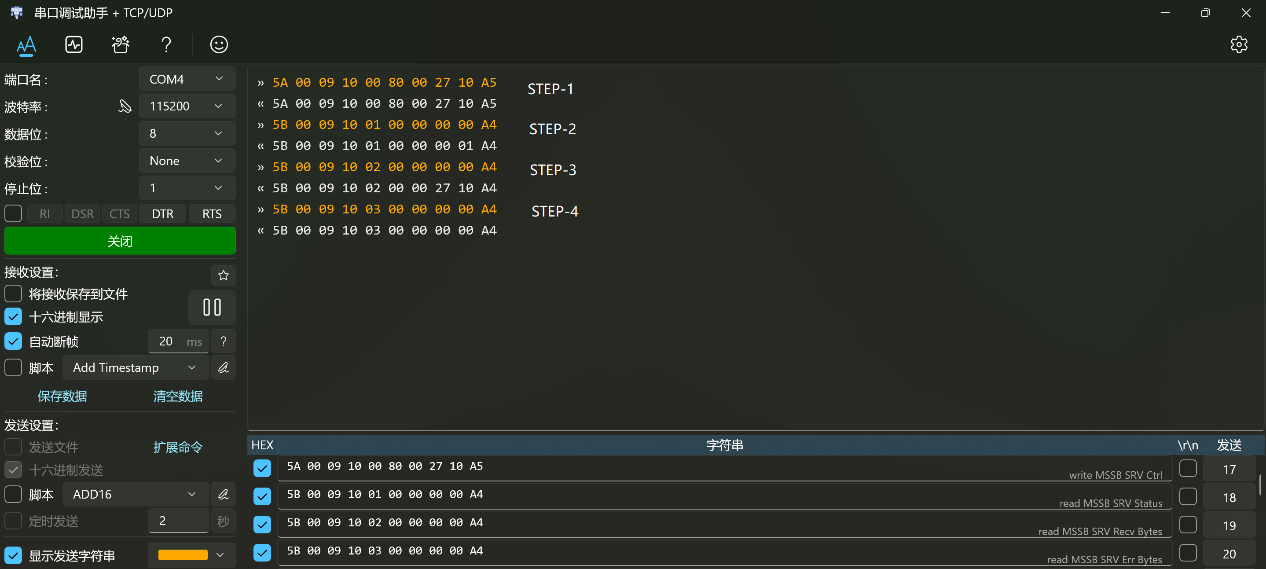 串口调试助手 + TCP/UDP
端口名: COM4
波特率: 115200
数据位: 8
校验位: None
停止位: 1
RI DSR CTS DTR RTS
关闭
接收设置:
将接收保存到文件
十六进制显示
自动断帧 20 ms ?
脚本 Add Timestamp
保存数据 清空数据
发送设置:
发送文件 扩展命令
十六进制发送
脚本 ADD16
定时发送 2 秒
显示发送字符串
» 5A 00 09 10 00 80 00 27 10 A5 STEP-1
« 5A 00 09 10 00 80 00 27 10 A5
» 5B 00 09 10 01 00 00 00 00 A4 STEP-2
« 5B 00 09 10 01 00 00 00 01 A4
» 5B 00 09 10 02 00 00 00 00 A4 STEP-3
« 5B 00 09 10 02 00 00 27 10 A4
» 5B 00 09 10 03 00 00 00 00 A4 STEP-4
« 5B 00 09 10 03 00 00 00 00 A4
HEX 字符串 \r\n 发送
5A 00 09 10 00 80 00 27 10 A5 write MSSB SRV Ctrl 17
5B 00 09 10 01 00 00 00 00 A4 read MSSB SRV Status 18
5B 00 09 10 02 00 00 00 00 A4 read MSSB SRV Recv Bytes 19
5B 00 09 10 03 00 00 00 00 A4 read MSSB SRV Err Bytes 20